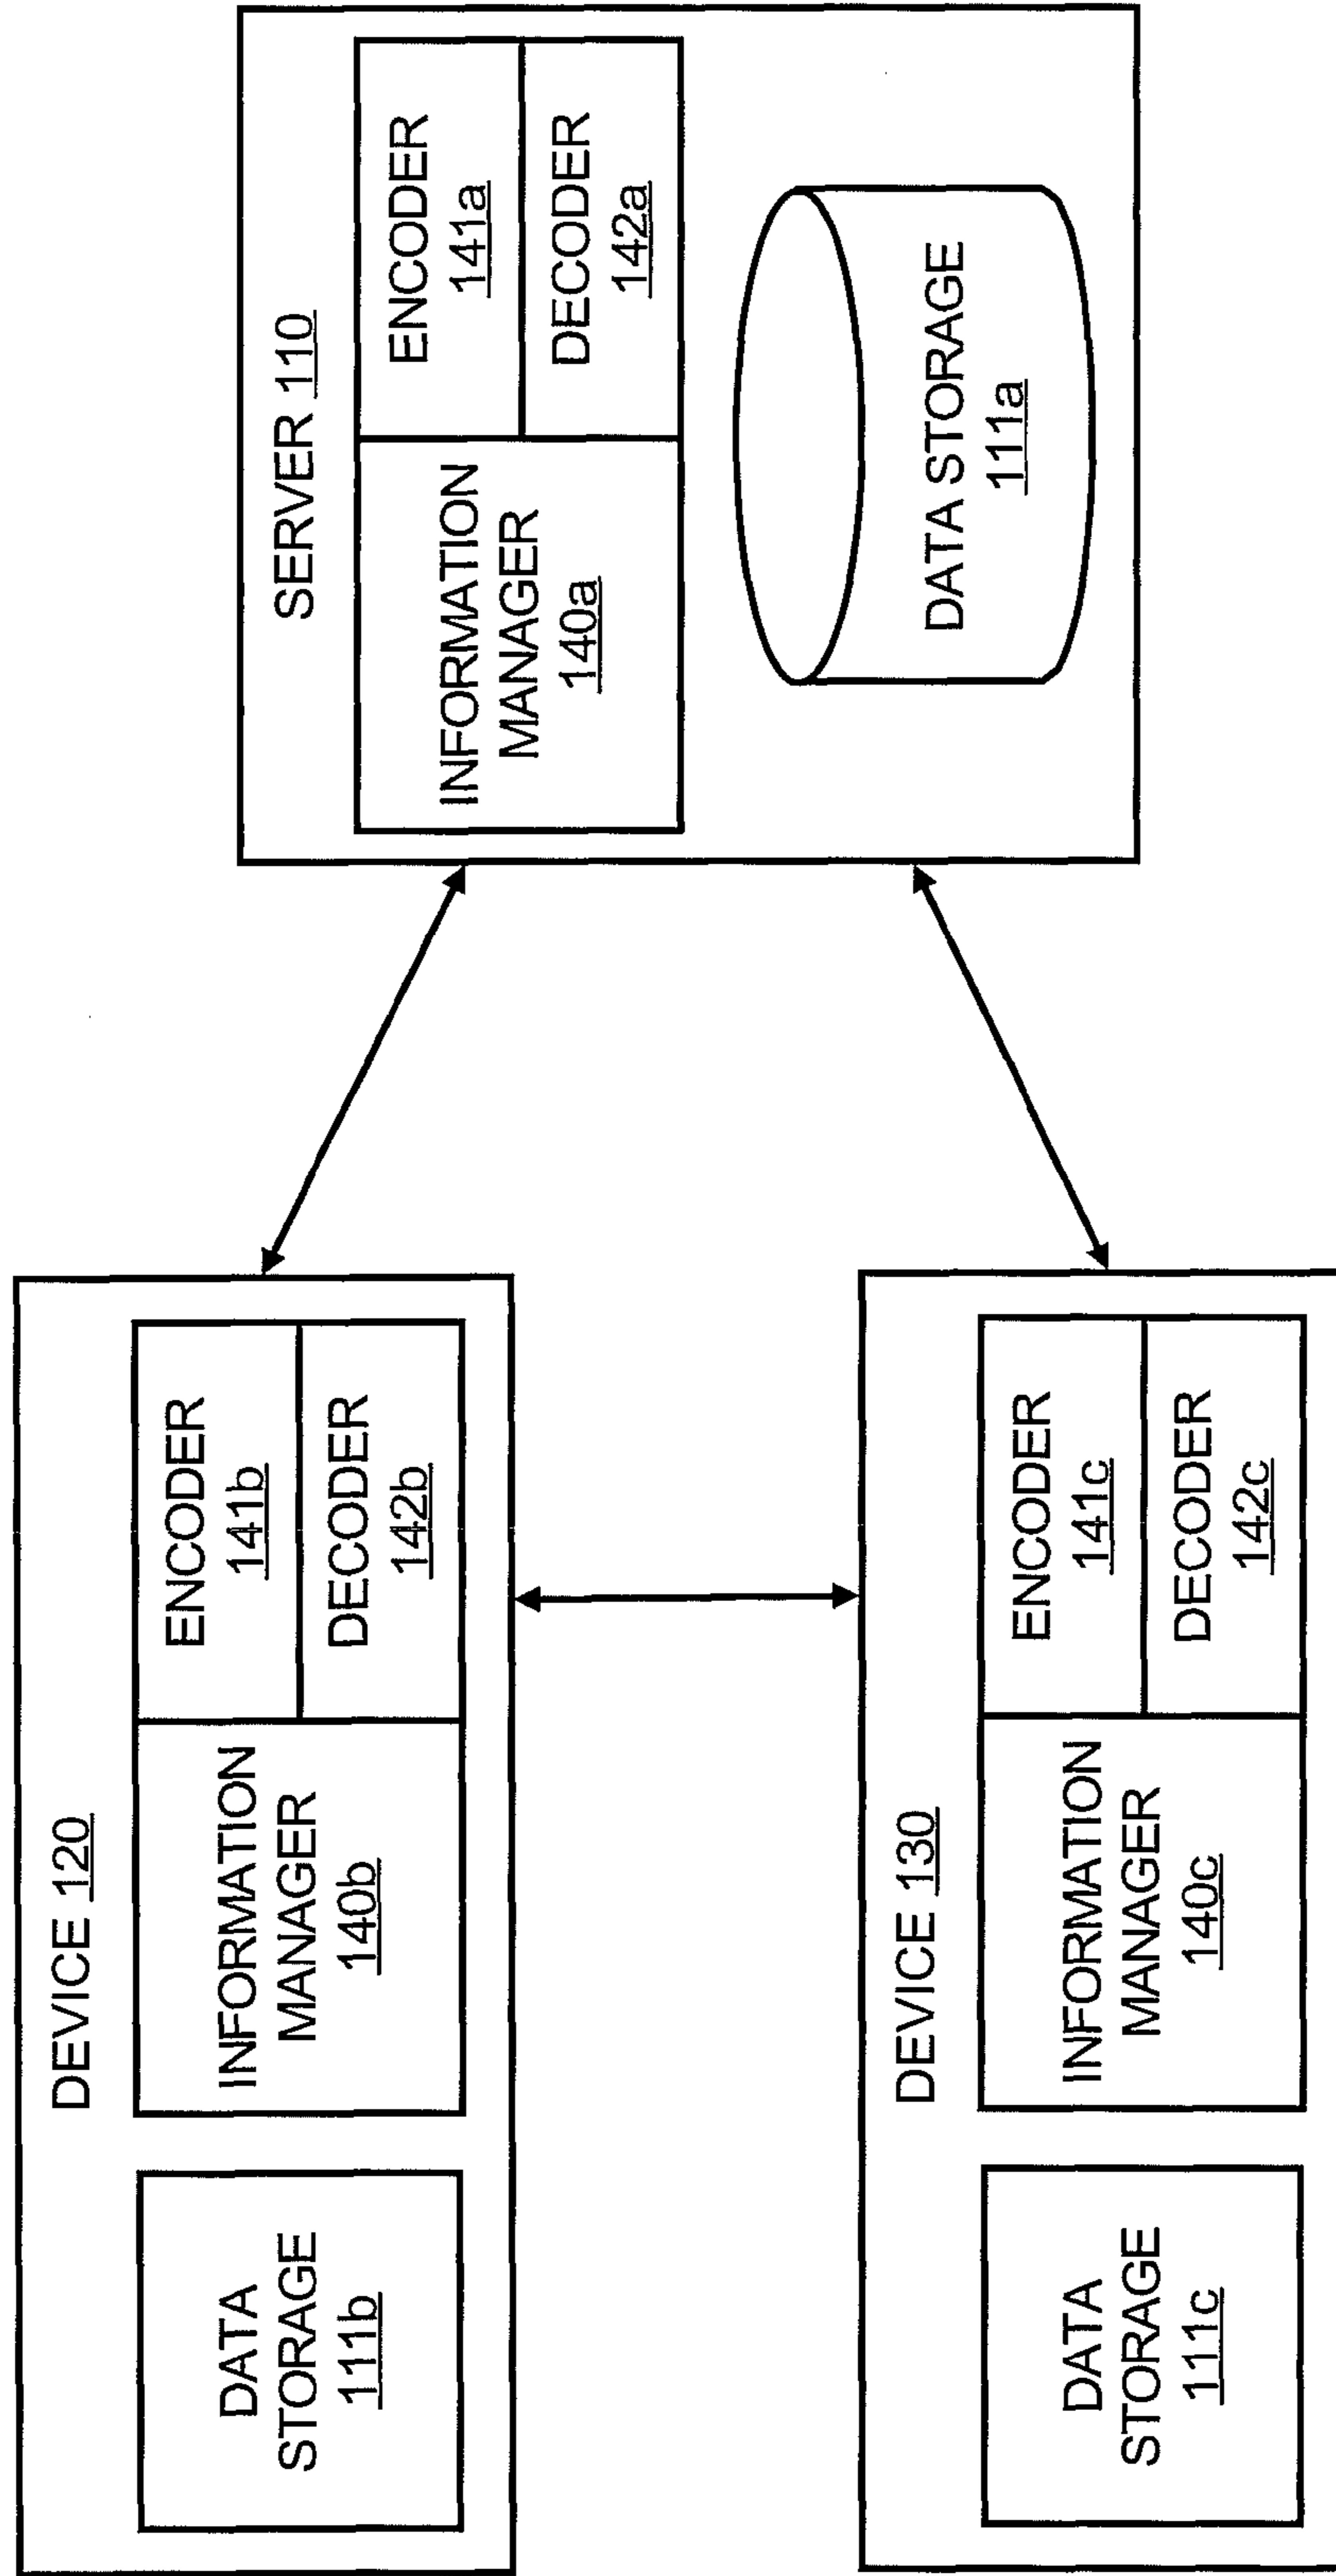 DEVICE 120
DATA
STORAGE
111b
INFORMATION
MANAGER
140b
ENCODER
141b
DECODER
142b
DEVICE 130
DATA
STORAGE
111c
INFORMATION
MANAGER
140c
ENCODER
141c
DECODER
142c
SERVER 110
INFORMATION
MANAGER
140a
ENCODER
141a
DECODER
142a
DATA STORAGE
111a